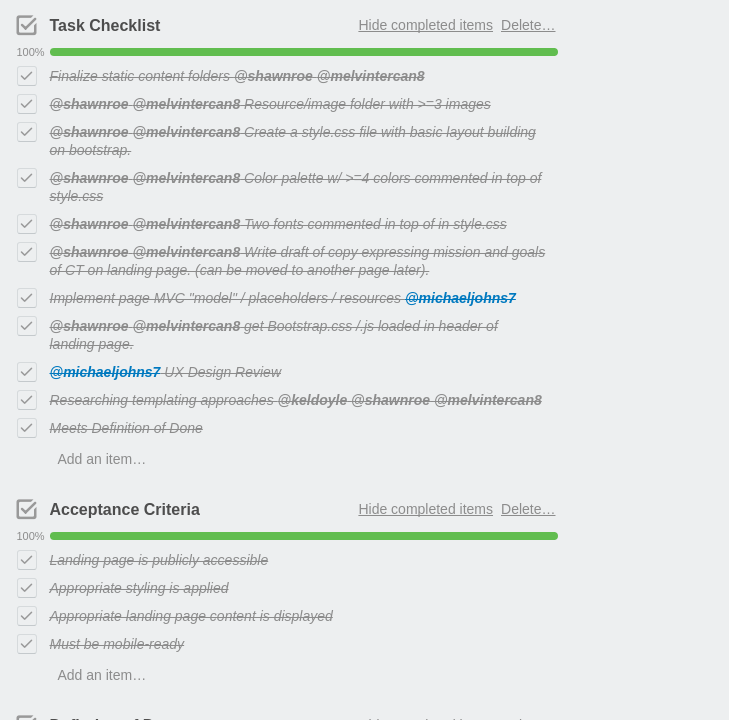 Task Checklist Hide completed items Delete…
100%
Finalize static content folders @shawnroe @melvintercan8
@shawnroe @melvintercan8 Resource/image folder with >=3 images
@shawnroe @melvintercan8 Create a style.css file with basic layout building
on bootstrap.
@shawnroe @melvintercan8 Color palette w/ >=4 colors commented in top of
style.css
@shawnroe @melvintercan8 Two fonts commented in top of in style.css
@shawnroe @melvintercan8 Write draft of copy expressing mission and goals
of CT on landing page. (can be moved to another page later).
Implement page MVC "model" / placeholders / resources @michaeljohns7
@shawnroe @melvintercan8 get Bootstrap.css /.js loaded in header of
landing page.
@michaeljohns7 UX Design Review
Researching templating approaches @keldoyle @shawnroe @melvintercan8
Meets Definition of Done
Add an item…
Acceptance Criteria Hide completed items Delete…
100%
Landing page is publicly accessible
Appropriate styling is applied
Appropriate landing page content is displayed
Must be mobile-ready
Add an item…